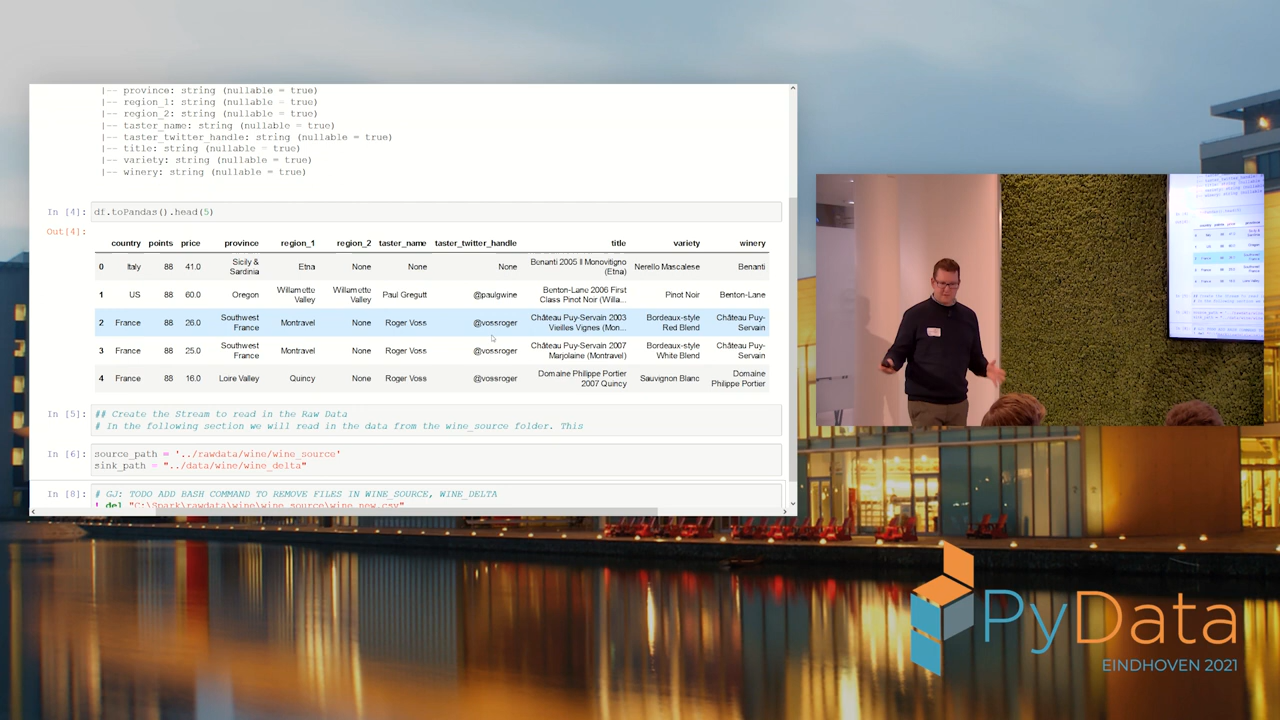 |-- province: string (nullable = true)
|-- region_1: string (nullable = true)
|-- region_2: string (nullable = true)
|-- taster_name: string (nullable = true)
|-- taster_twitter_handle: string (nullable = true)
|-- title: string (nullable = true)
|-- variety: string (nullable = true)
|-- winery: string (nullable = true)
In [4]: df.toPandas().head(5)
Out[4]:
country points price province region_1 region_2 taster_name taster_twitter_handle title variety winery
0 Italy 88 41.0 Sicily & Sardinia Etna None None None Benanti 2005 Il Monovitigno (Etna) Nerello Mascalese Benanti
1 US 88 60.0 Oregon Willamette Valley Willamette Valley Paul Gregutt @paulgwine Benton-Lane 2006 First Class Pinot Noir (Willa... Pinot Noir Benton-Lane
2 France 88 26.0 Southwest France Montravel None Roger Voss @vossroger Château Puy-Servain 2003 Vieilles Vignes (Mon... Bordeaux-style Red Blend Château Puy-Servain
3 France 88 25.0 Southwest France Montravel None Roger Voss @vossroger Château Puy-Servain 2007 Marjolaine (Montravel) Bordeaux-style White Blend Château Puy-Servain
4 France 88 16.0 Loire Valley Quincy None Roger Voss @vossroger Domaine Philippe Portier 2007 Quincy Sauvignon Blanc Domaine Philippe Portier
In [5]: ## Create the Stream to read in the Raw Data
# In the following section we will read in the data from the wine_source folder. This
In [6]: source_path = '../rawdata/wine/wine_source'
sink_path = "../data/wine/wine_delta"
In [8]: # GJ: TODO ADD BASH COMMAND TO REMOVE FILES IN WINE_SOURCE, WINE_DELTA
! del "C:\Spark\rawdata\wine\wine_source\wine_new.csv"
PyData
EINDHOVEN 2021